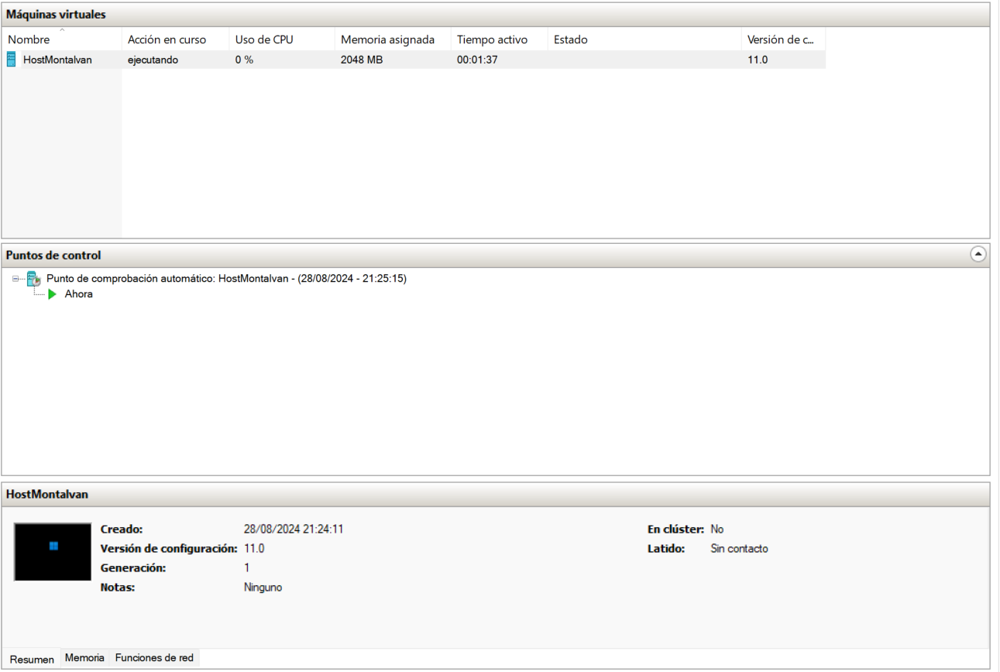 Máquinas virtuales
Nombre Acción en curso Uso de CPU Memoria asignada Tiempo activo Estado Versión de c...
HostMontalvan ejecutando 0 % 2048 MB 00:01:37 11.0
Puntos de control
Punto de comprobación automático: HostMontalvan - (28/08/2024 - 21:25:15)
Ahora
HostMontalvan
Creado: 28/08/2024 21:24:11 En clúster: No
Versión de configuración: 11.0 Latido: Sin contacto
Generación: 1
Notas: Ninguno
Resumen Memoria Funciones de red